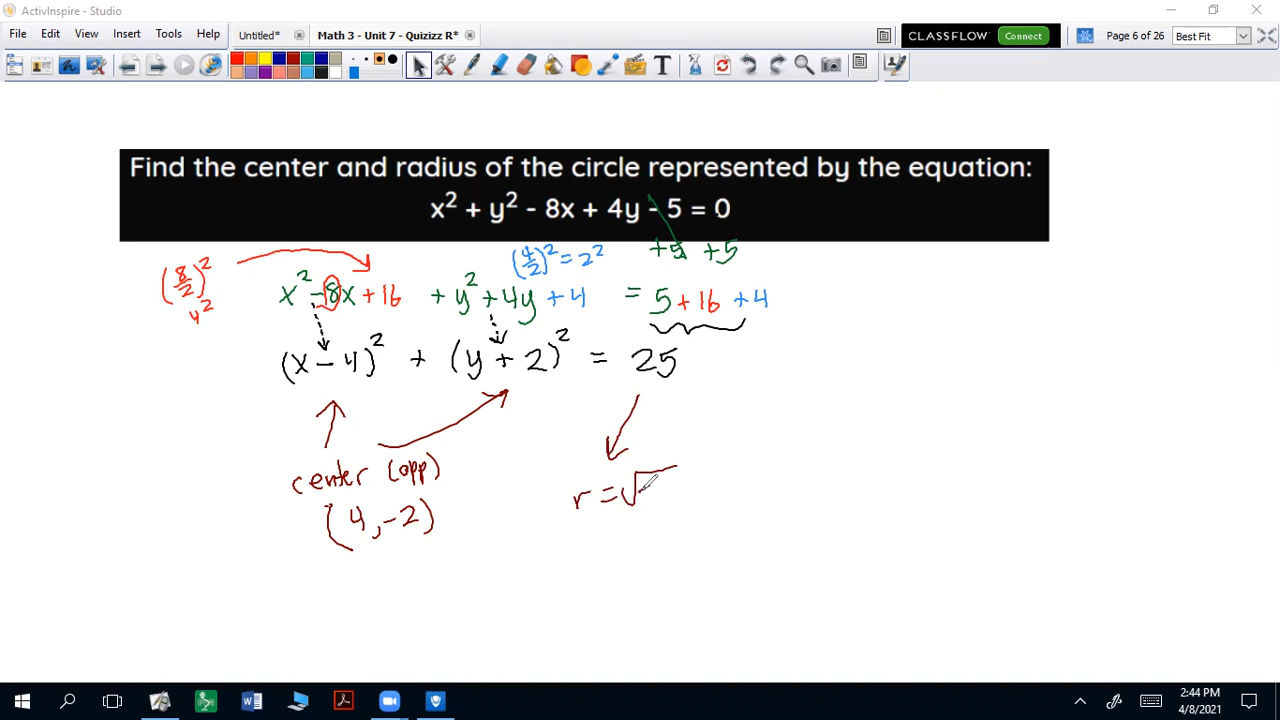 ActivInspire - Studio
File Edit View Insert Tools Help Untitled* Math 3 - Unit 7 - Quizizz R* CLASSFLOW Connect Page 6 of 26 Best Fit
Find the center and radius of the circle represented by the equation:
x² + y² - 8x + 4y - 5 = 0
+5 +5
(8/2)² (4/2)² = 2²
4²
x² - 8x + 16 + y² + 4y + 4 = 5 + 16 + 4
(x - 4)² + (y + 2)² = 25
center (opp)
(4, -2)
r = √
2:44 PM
4/8/2021